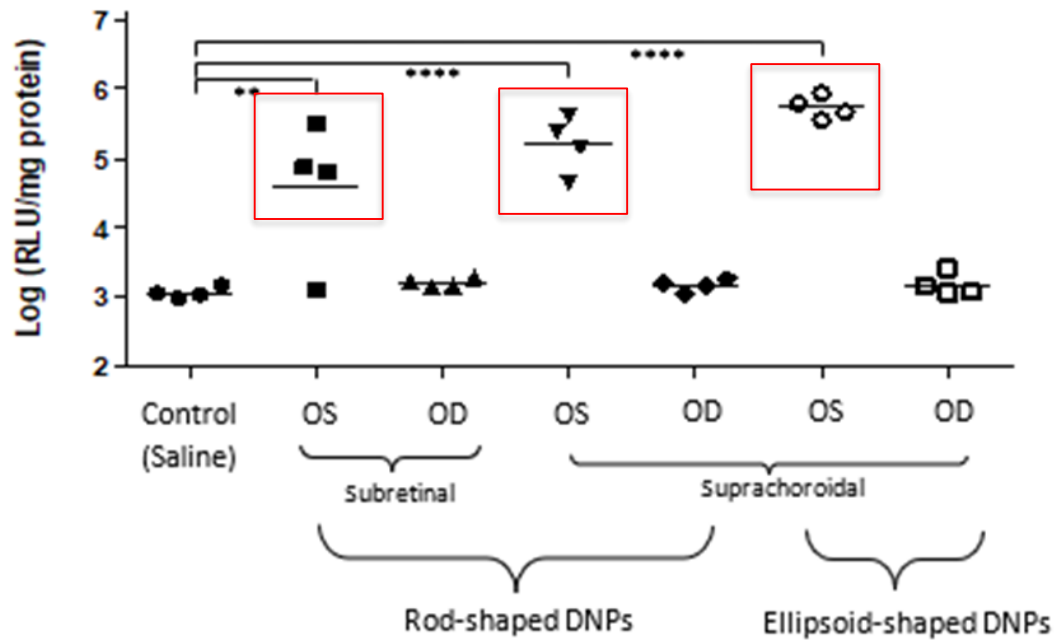 Log (RLU/mg protein)
7
6
5
4
3
2
**
****
****
Control
(Saline)
OS
OD
OS
OD
OS
OD
Subretinal
Suprachoroidal
Rod-shaped DNPs
Ellipsoid-shaped DNPs